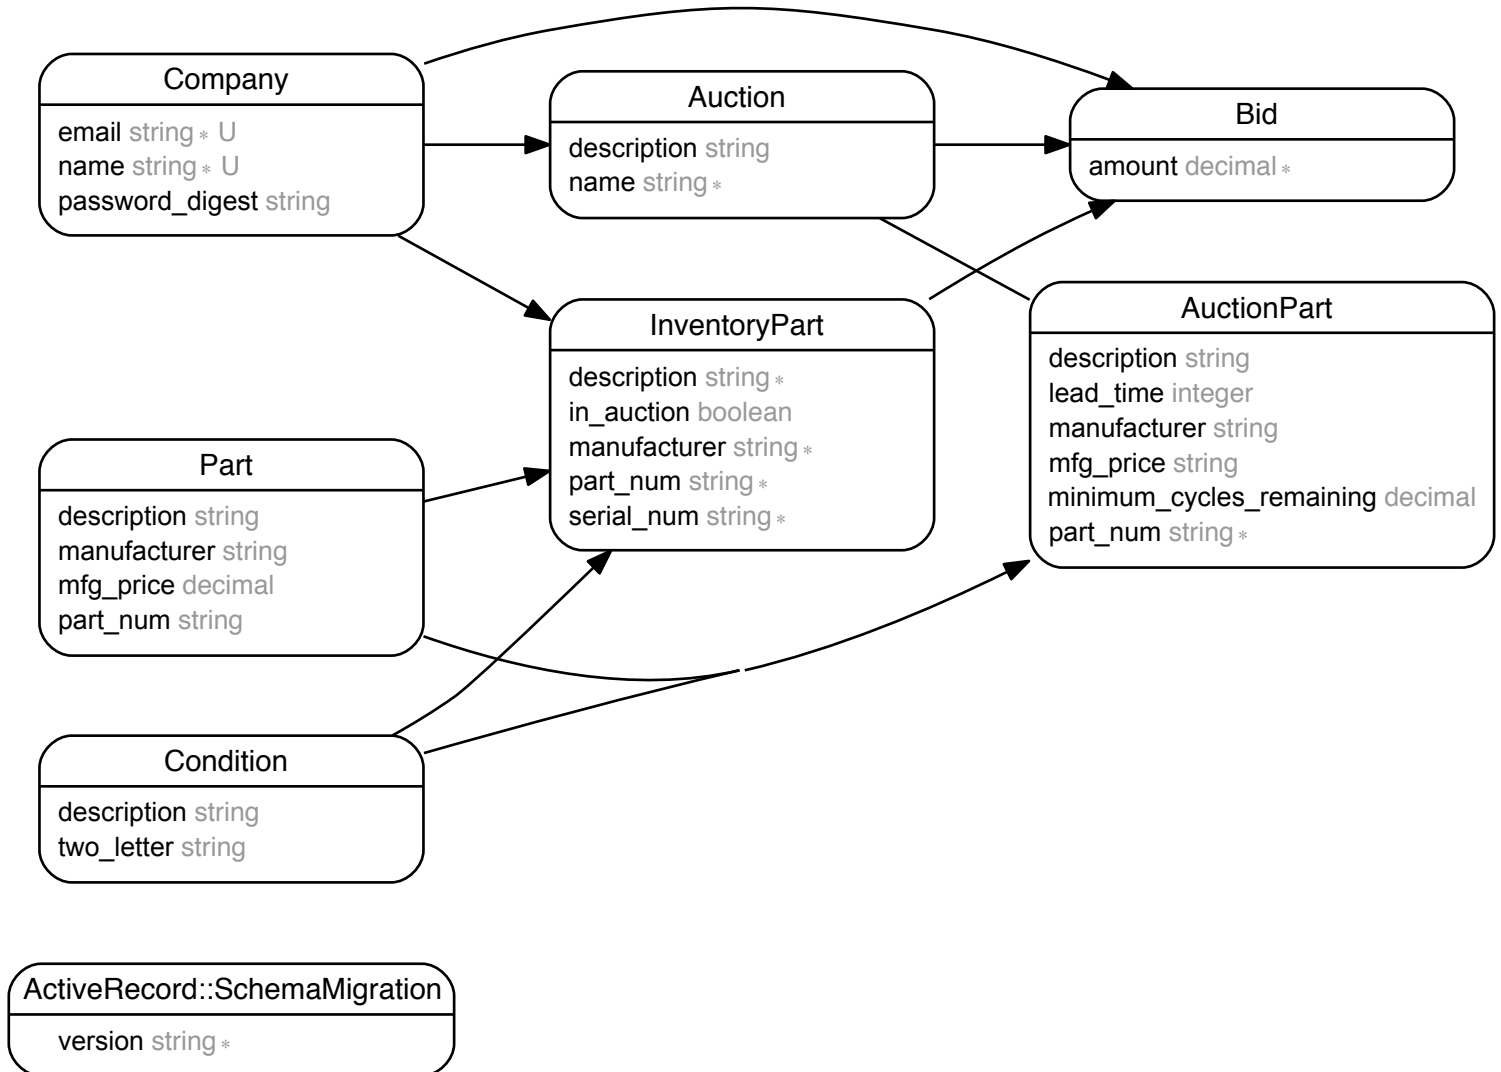 Company
email string * U
name string * U
password_digest string
Auction
description string
name string *
Bid
amount decimal *
InventoryPart
description string *
in_auction boolean
manufacturer string *
part_num string *
serial_num string *
AuctionPart
description string
lead_time integer
manufacturer string
mfg_price string
minimum_cycles_remaining decimal
part_num string *
Part
description string
manufacturer string
mfg_price decimal
part_num string
Condition
description string
two_letter string
ActiveRecord::SchemaMigration
version string *